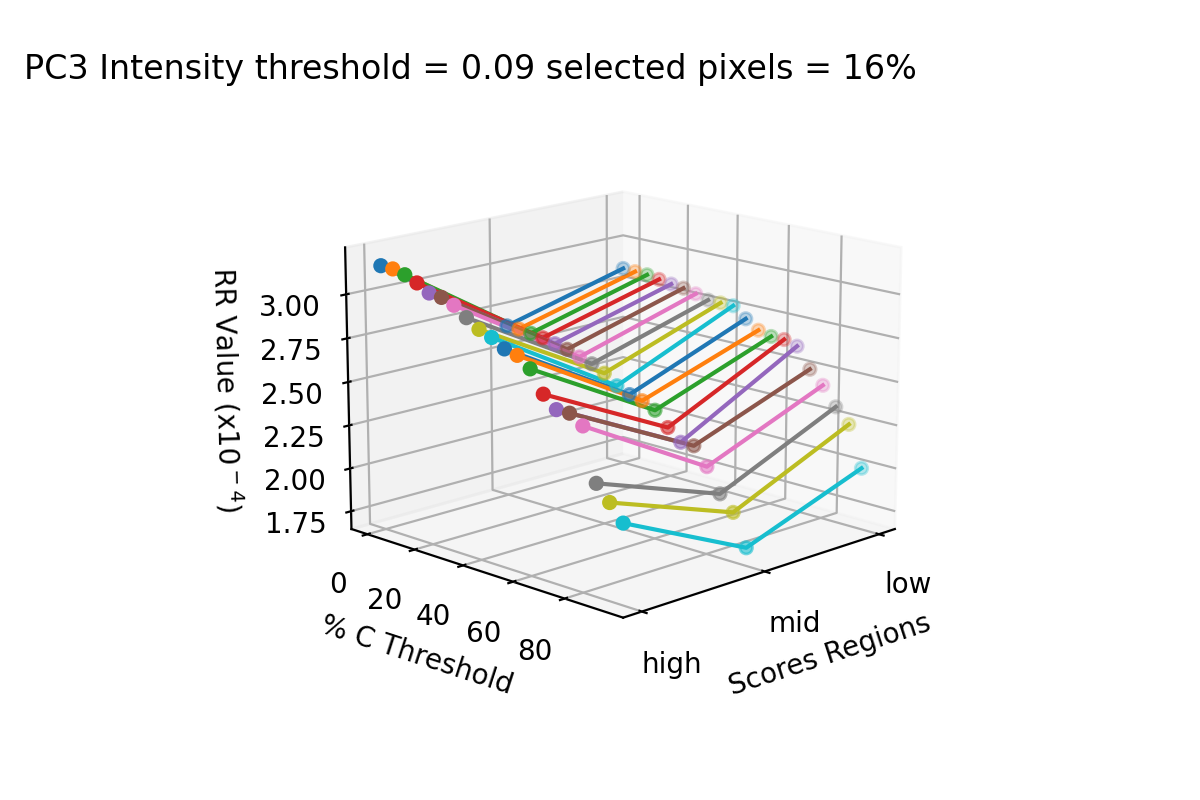 PC3 Intensity threshold = 0.09 selected pixels = 16%
RR Value (x10⁻⁴)
3.00
2.75
2.50
2.25
2.00
1.75
0
20
40
60
80
% C Threshold
high
mid
low
Scores Regions